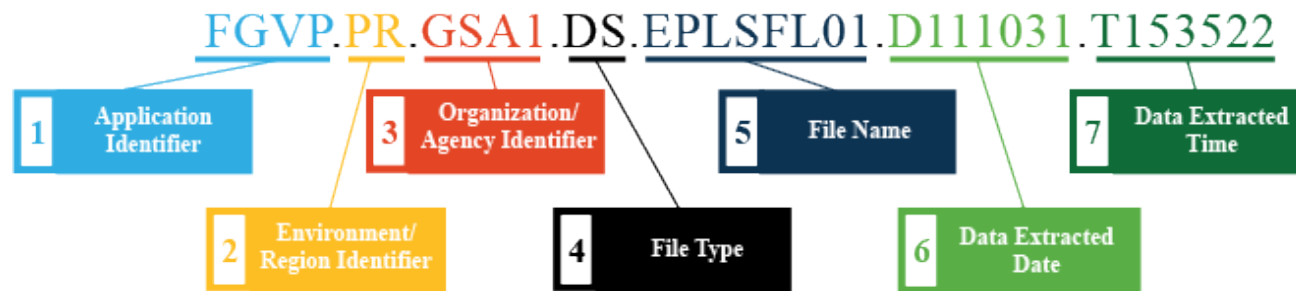 FGVP.PR.GSA1.DS.EPLSFL01.D111031.T153522
1
Application
Identifier
3
Organization/
Agency Identifier
5
File Name
7
Data Extracted
Time
2
Environment/
Region Identifier
4
File Type
6
Data Extracted
Date